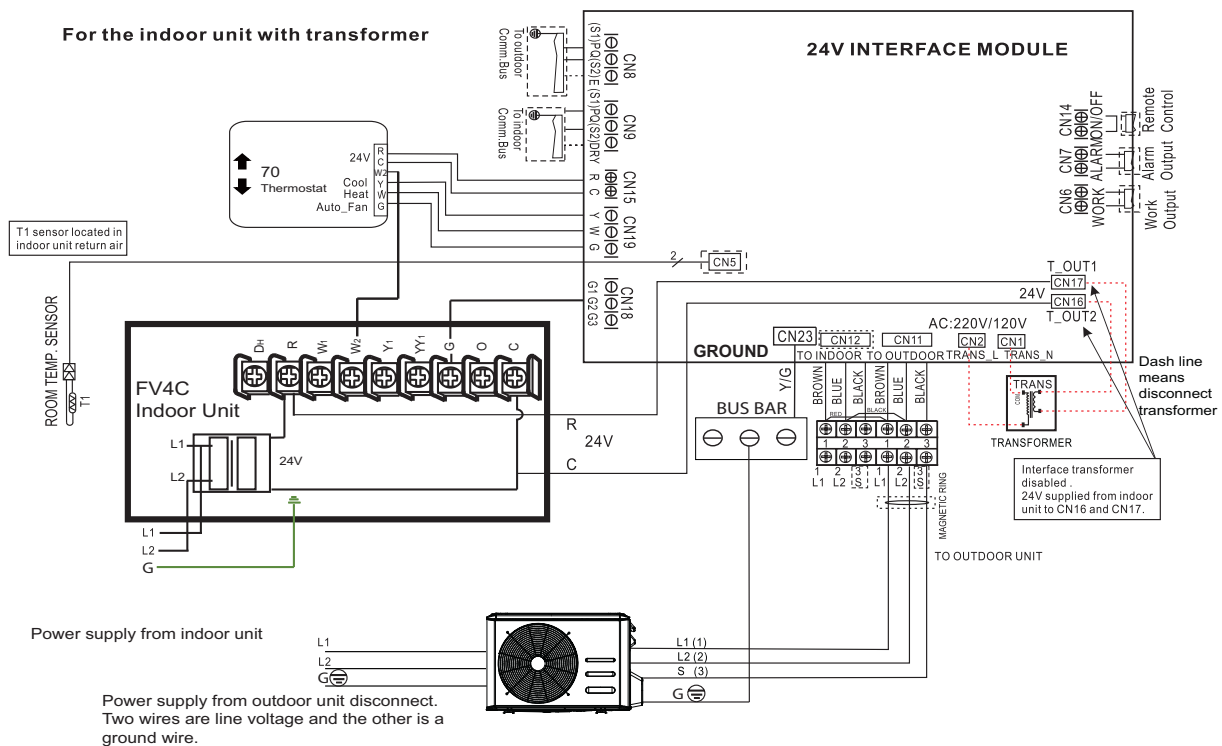 For the indoor unit with transformer
24V INTERFACE MODULE
To outdoor
Comm.Bus
(S1)PQ(S2)E
CN8
To indoor
Comm.Bus
(S1)PQ(S2)DRY
CN9
R C
CN15
Y W G
CN19
G1 G2 G3
CN18
CN14
ON/OFF
Remote
Control
CN7
ALARM
Alarm
Output
CN6
WORK
Work
Output
70
Thermostat
24V
Cool
Heat
Auto_Fan
R
C
W2
Y
W
G
T1 sensor located in
indoor unit return air
ROOM TEMP. SENSOR
T1
2
CN5
T_OUT1
CN17
24V
CN16
T_OUT2
AC:220V/120V
CN23
CN12
CN11
CN2
CN1
GROUND
TO INDOOR
TO OUTDOOR
TRANS_L
TRANS_N
Y/G
BROWN
BLUE
BLACK
BROWN
BLUE
BLACK
RED
BLACK
BUS BAR
1 2 3 1 2 3
1 2 3 1 2 3
L1 L2 S L1 L2 S
MAGNETIC RING
TO OUTDOOR UNIT
TRANS
COM
TRANSFORMER
Dash line
means
disconnect
transformer
Interface transformer
disabled .
24V supplied from indoor
unit to CN16 and CN17.
FV4C
Indoor Unit
DH R W1 W2 Y1 YY1 G O C
L1
L2
24V
R
24V
C
L1
L2
G
Power supply from indoor unit
L1
L2
G
L1 (1)
L2 (2)
S (3)
G
Power supply from outdoor unit disconnect.
Two wires are line voltage and the other is a
ground wire.